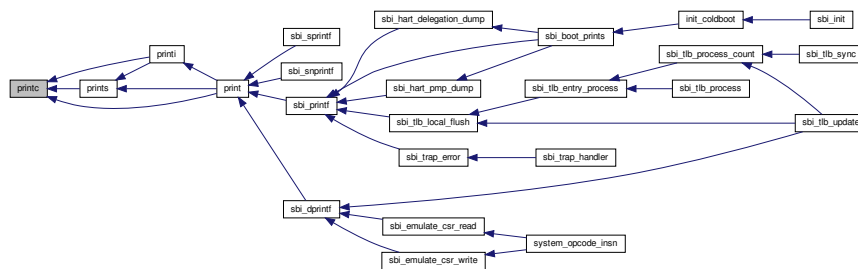 printc
printi
prints
print
sbi_sprintf
sbi_snprintf
sbi_printf
sbi_dprintf
sbi_hart_delegation_dump
sbi_hart_pmp_dump
sbi_tlb_local_flush
sbi_trap_error
sbi_emulate_csr_read
sbi_emulate_csr_write
sbi_boot_prints
sbi_tlb_entry_process
sbi_trap_handler
system_opcode_insn
init_coldboot
sbi_tlb_process_count
sbi_tlb_process
sbi_init
sbi_tlb_sync
sbi_tlb_update